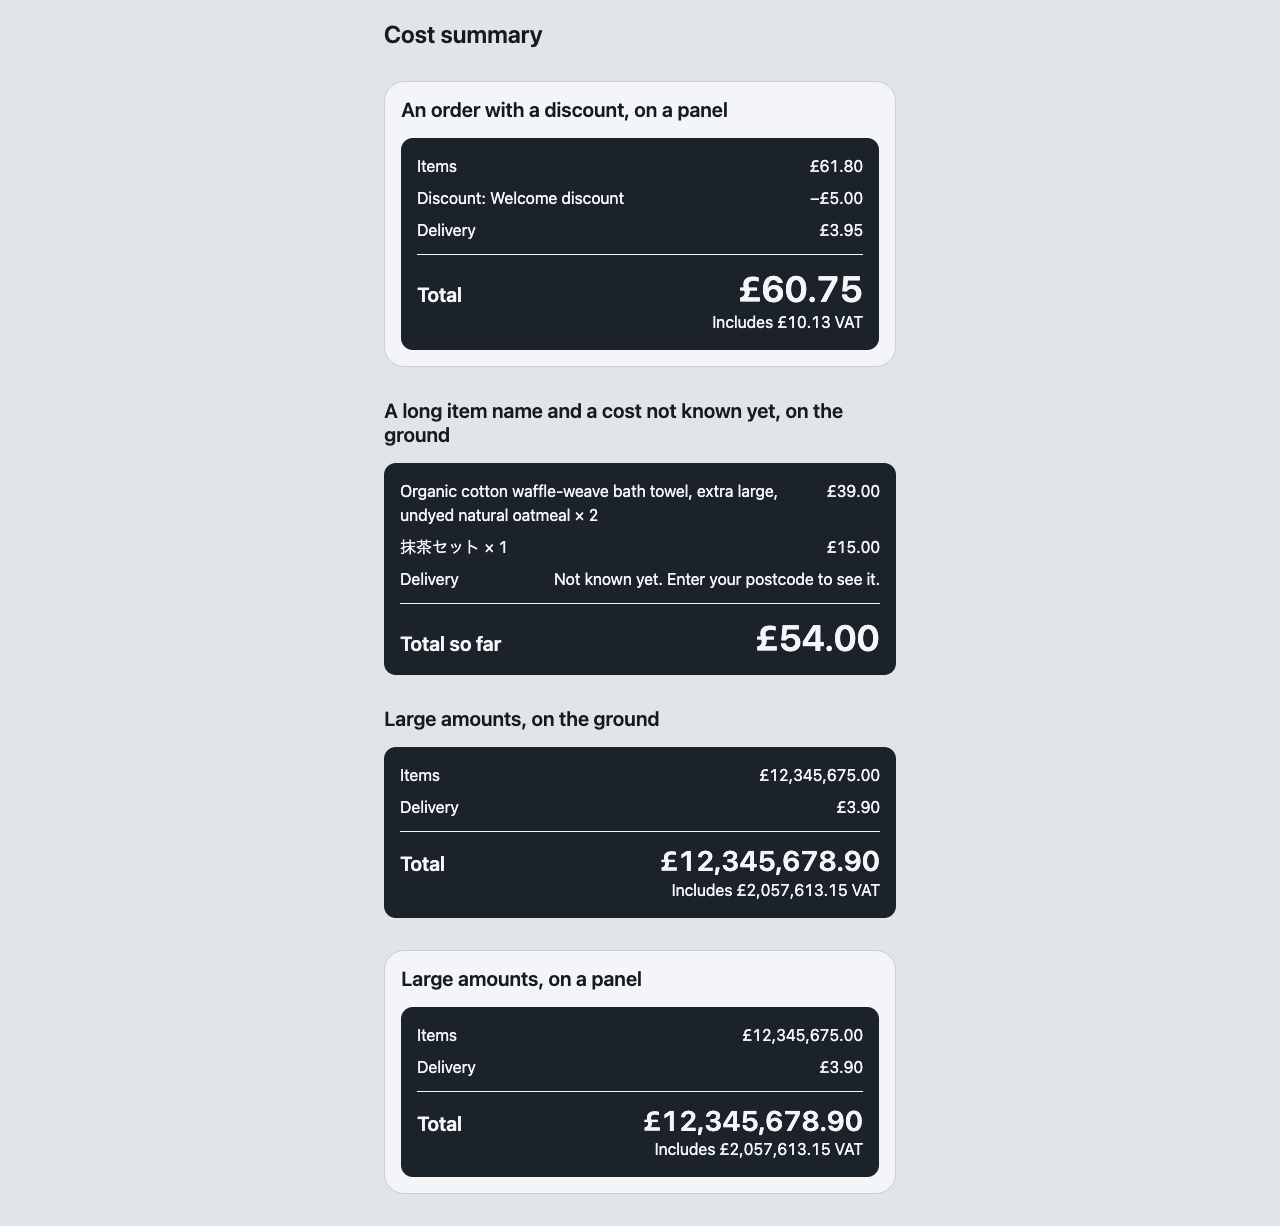 Cost summary
An order with a discount, on a panel
Items £61.80
Discount: Welcome discount −£5.00
Delivery £3.95
Total £60.75
Includes £10.13 VAT
A long item name and a cost not known yet, on the
ground
Organic cotton waffle-weave bath towel, extra large, £39.00
undyed natural oatmeal × 2
抹茶セット × 1 £15.00
Delivery Not known yet. Enter your postcode to see it.
Total so far £54.00
Large amounts, on the ground
Items £12,345,675.00
Delivery £3.90
Total £12,345,678.90
Includes £2,057,613.15 VAT
Large amounts, on a panel
Items £12,345,675.00
Delivery £3.90
Total £12,345,678.90
Includes £2,057,613.15 VAT